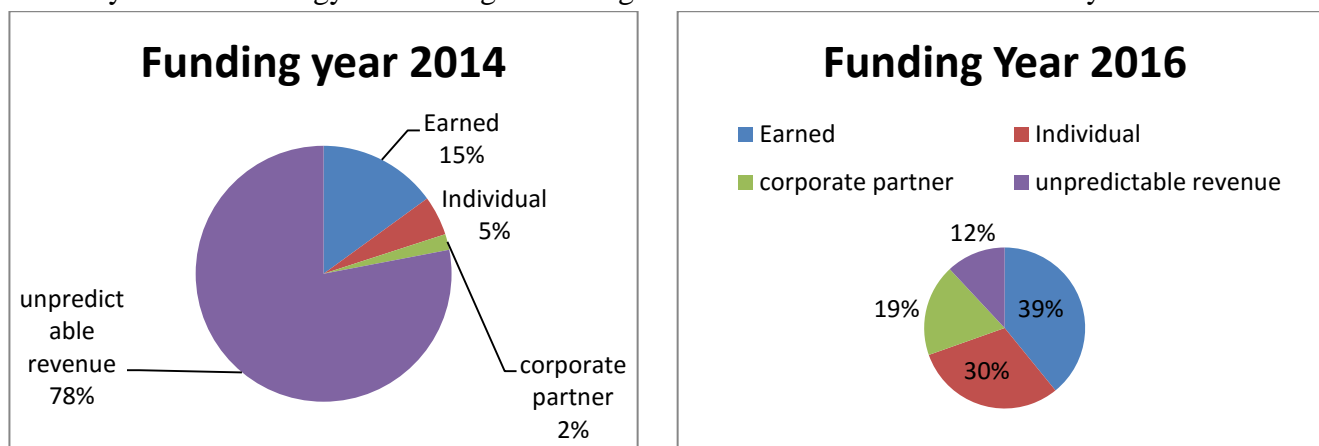 Funding year 2014
Earned
15%
Individual
5%
corporate
partner
2%
unpredict
able
revenue
78%
Funding Year 2016
Earned
Individual
corporate partner
unpredictable revenue
12%
39%
19%
30%